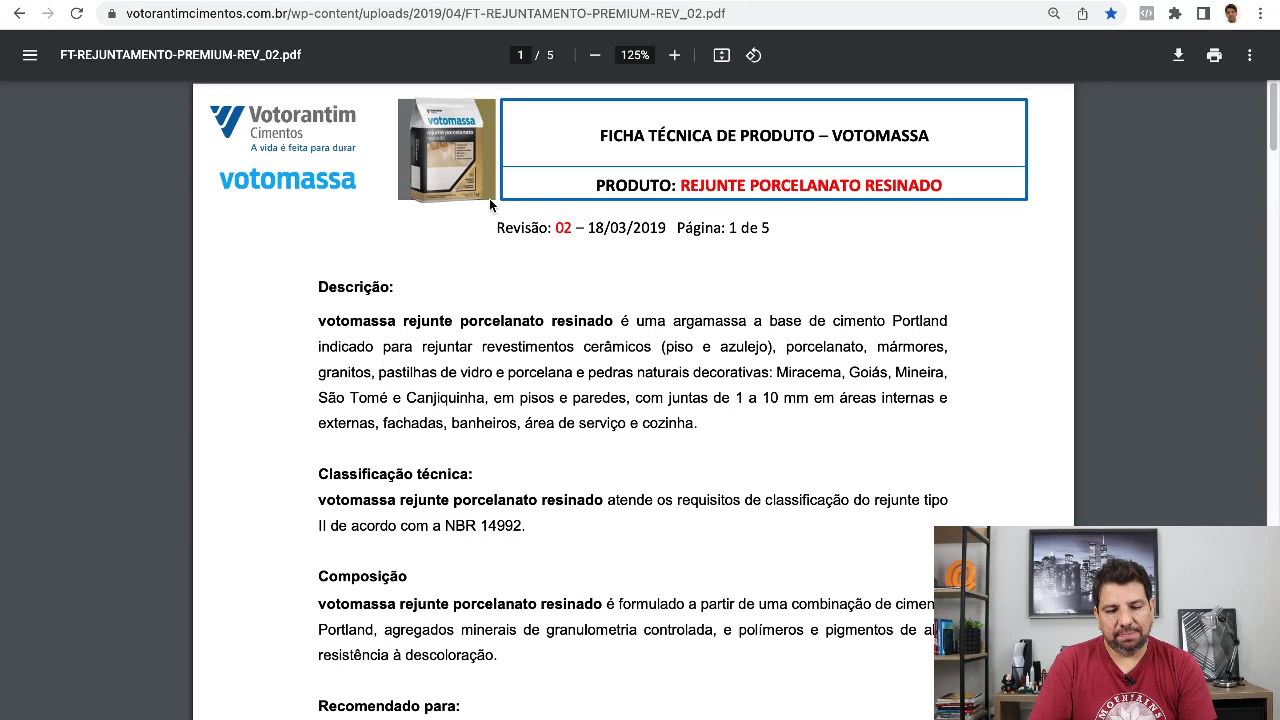 votorantimcimentos.com.br/wp-content/uploads/2019/04/FT-REJUNTAMENTO-PREMIUM-REV_02.pdf
FT-REJUNTAMENTO-PREMIUM-REV_02.pdf
1 / 5
125%
Votorantim
Cimentos
A vida é feita para durar
votomassa
votomassa
rejunte porcelanato
FICHA TÉCNICA DE PRODUTO – VOTOMASSA
PRODUTO: REJUNTE PORCELANATO RESINADO
Revisão: 02 – 18/03/2019 Página: 1 de 5
Descrição:
votomassa rejunte porcelanato resinado é uma argamassa a base de cimento Portland
indicado para rejuntar revestimentos cerâmicos (piso e azulejo), porcelanato, mármores,
granitos, pastilhas de vidro e porcelana e pedras naturais decorativas: Miracema, Goiás, Mineira,
São Tomé e Canjiquinha, em pisos e paredes, com juntas de 1 a 10 mm em áreas internas e
externas, fachadas, banheiros, área de serviço e cozinha.
Classificação técnica:
votomassa rejunte porcelanato resinado atende os requisitos de classificação do rejunte tipo
II de acordo com a NBR 14992.
Composição
votomassa rejunte porcelanato resinado é formulado a partir de uma combinação de cimen
Portland, agregados minerais de granulometria controlada, e polímeros e pigmentos de al
resistência à descoloração.
Recomendado para: